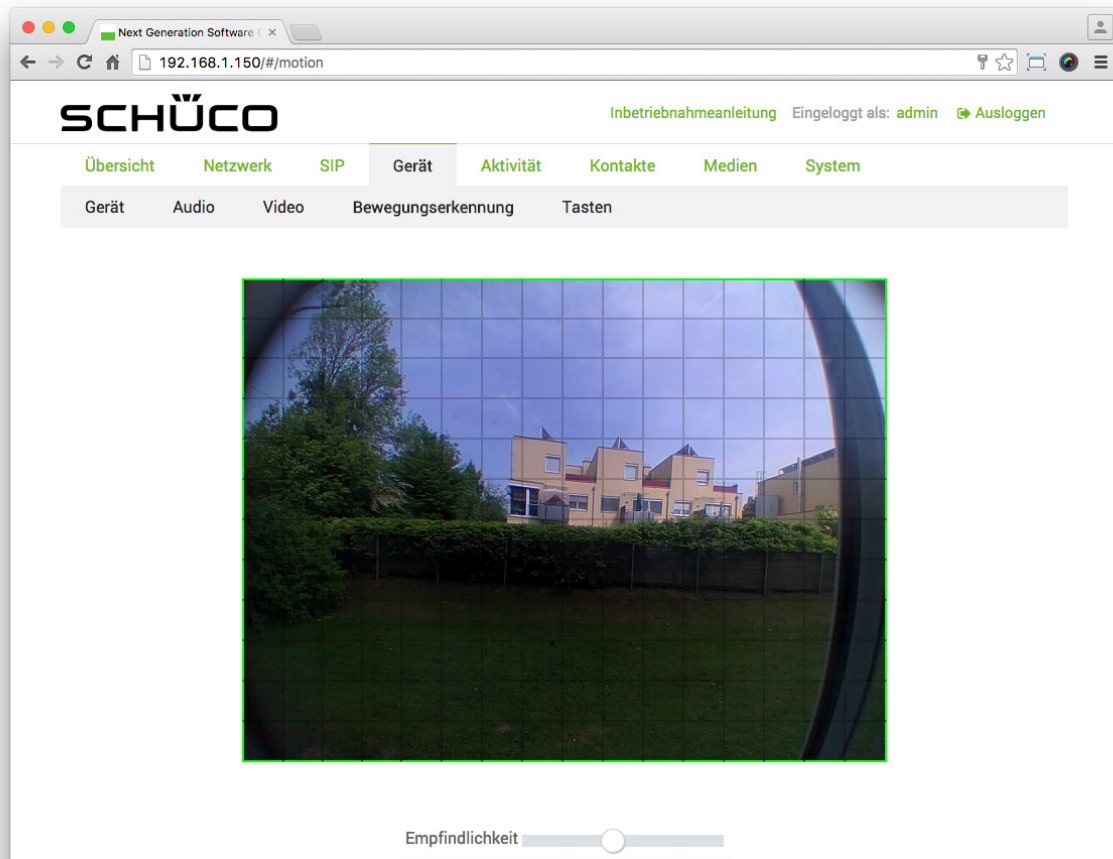 Next Generation Software
192.168.1.150/#/motion
SCHÜCO
Inbetriebnahmeanleitung Eingeloggt als: admin Ausloggen
Übersicht Netzwerk SIP Gerät Aktivität Kontakte Medien System
Gerät Audio Video Bewegungserkennung Tasten
Empfindlichkeit